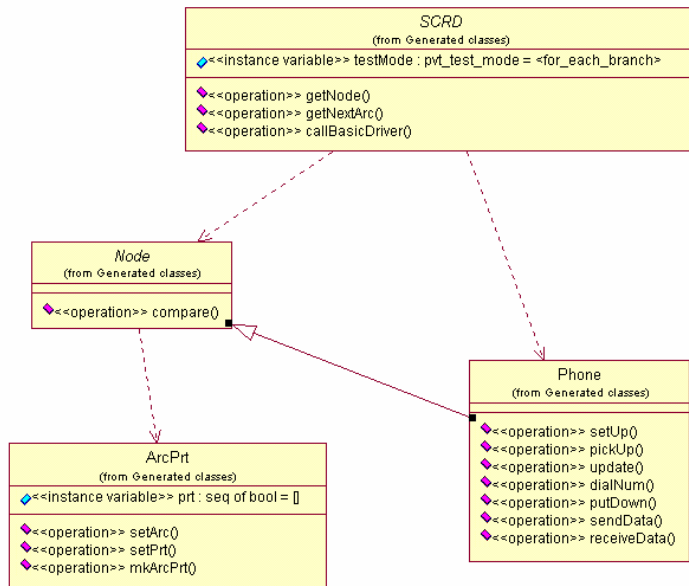 SCRD
(from Generated classes)
<<instance variable>> testMode : pvt_test_mode = <for_each_branch>
<<operation>> getNode()
<<operation>> getNextArc()
<<operation>> callBasicDriver()
Node
(from Generated classes)
<<operation>> compare()
Phone
(from Generated classes)
<<operation>> setUp()
<<operation>> pickUp()
<<operation>> update()
<<operation>> dialNum()
<<operation>> putDown()
<<operation>> sendData()
<<operation>> receiveData()
ArcPrt
(from Generated classes)
<<instance variable>> prt : seq of bool = []
<<operation>> setArc()
<<operation>> setPrt()
<<operation>> mkArcPrt()